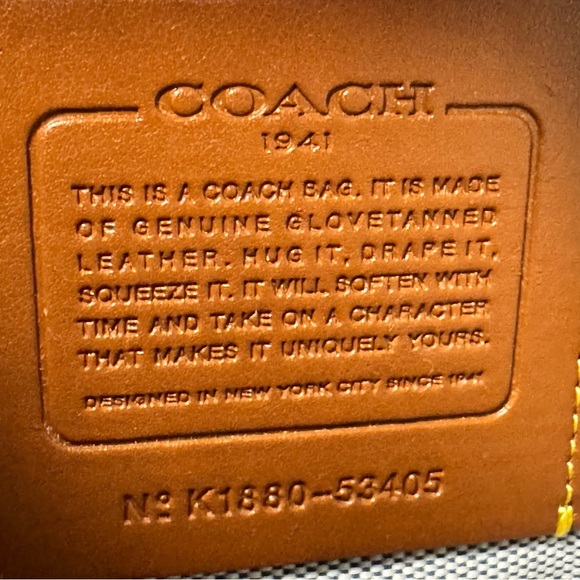 COACH
1941
THIS IS A COACH BAG. IT IS MADE
OF GENUINE GLOVETANNED
LEATHER. HUG IT, DRAPE IT,
SQUEEZE IT. IT WILL SOFTEN WITH
TIME AND TAKE ON A CHARACTER
THAT MAKES IT UNIQUELY YOURS.
DESIGNED IN NEW YORK CITY SINCE 1941
Nº K1880-53405